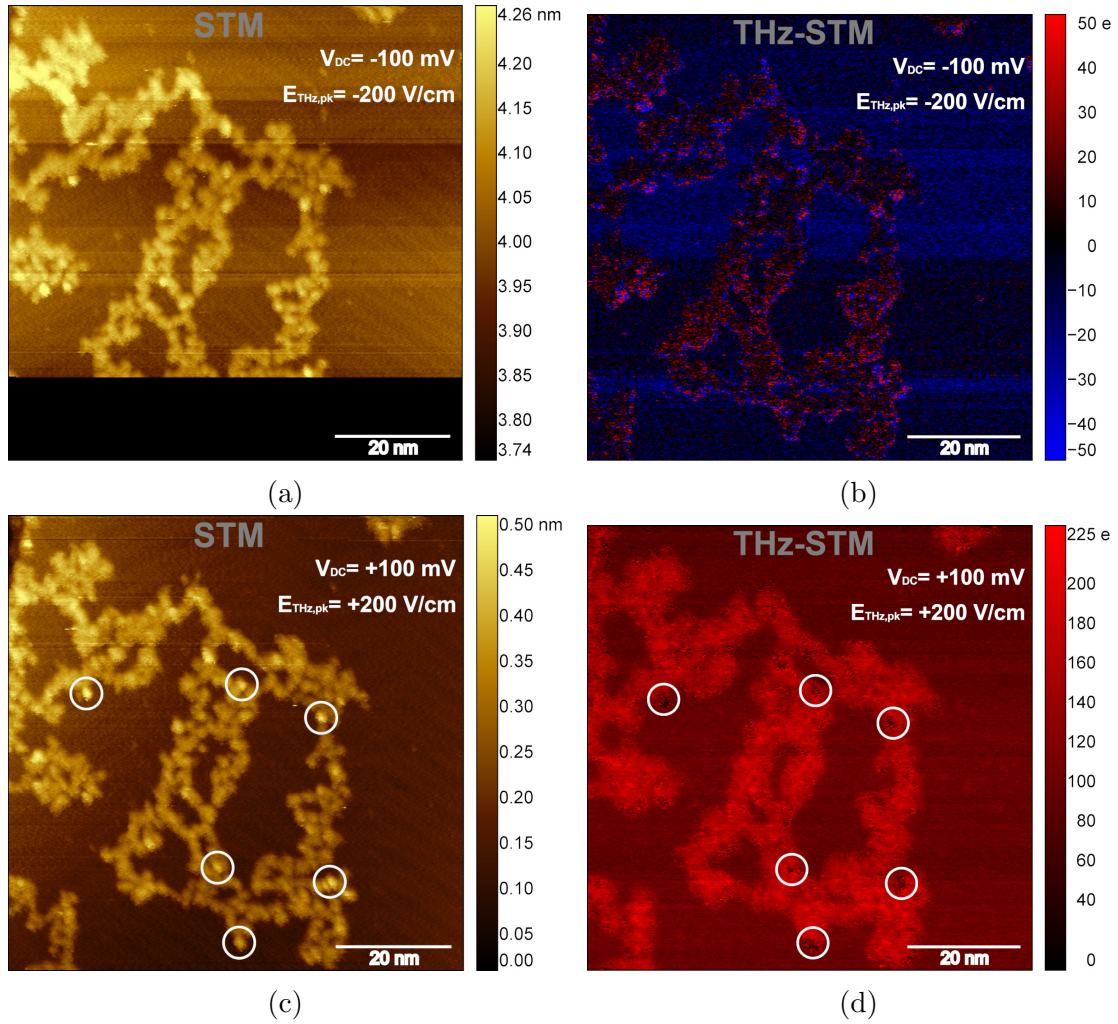 STM
V_DC= -100 mV
E_THz,pk= -200 V/cm
20 nm
4.26 nm
4.20
4.15
4.10
4.05
4.00
3.95
3.90
3.85
3.80
3.74
(a)
THz-STM
V_DC= -100 mV
E_THz,pk= -200 V/cm
20 nm
50 e
40
30
20
10
0
−10
−20
−30
−40
−50
(b)
STM
V_DC= +100 mV
E_THz,pk= +200 V/cm
20 nm
0.50 nm
0.45
0.40
0.35
0.30
0.25
0.20
0.15
0.10
0.05
0.00
(c)
THz-STM
V_DC= +100 mV
E_THz,pk= +200 V/cm
20 nm
225 e
200
180
160
140
120
100
80
60
40
0
(d)